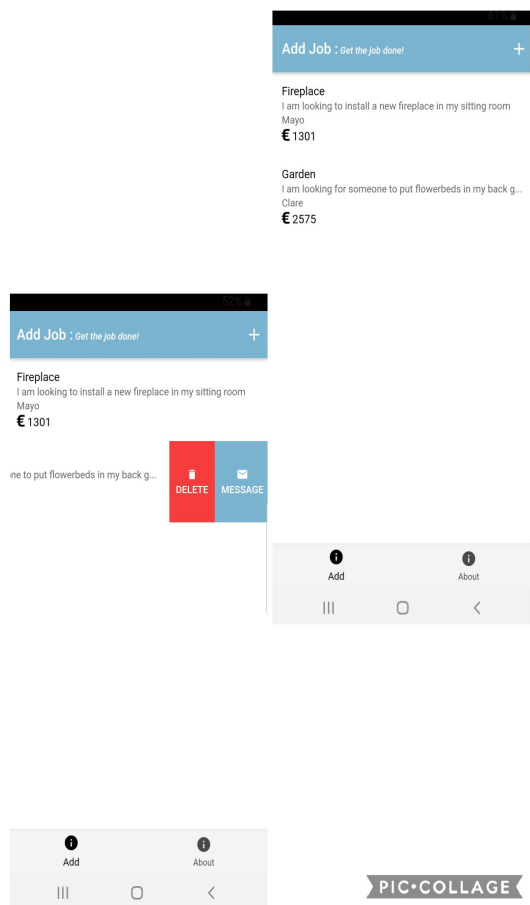 61%
Add Job : Get the job done! +
Fireplace
I am looking to install a new fireplace in my sitting room
Mayo
€ 1301
Garden
I am looking for someone to put flowerbeds in my back g...
Clare
€ 2575
Add About
52%
Add Job : Get the job done! +
Fireplace
I am looking to install a new fireplace in my sitting room
Mayo
€ 1301
ne to put flowerbeds in my back g...
DELETE MESSAGE
Add About
PIC•COLLAGE